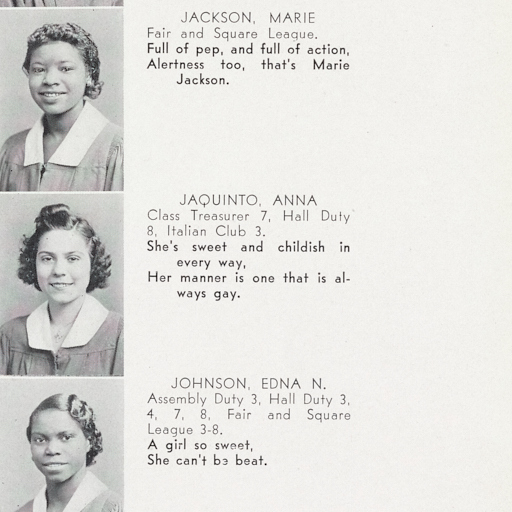 JACKSON, MARIE
Fair and Square League.
Full of pep, and full of action,
Alertness too, that's Marie
Jackson.
JAQUINTO, ANNA
Class Treasurer 7, Hall Duty
8, Italian Club 3.
She's sweet and childish in
every way,
Her manner is one that is al-
ways gay.
JOHNSON, EDNA N.
Assembly Duty 3, Hall Duty 3,
4, 7, 8, Fair and Square
League 3-8.
A girl so sweet,
She can't be beat.